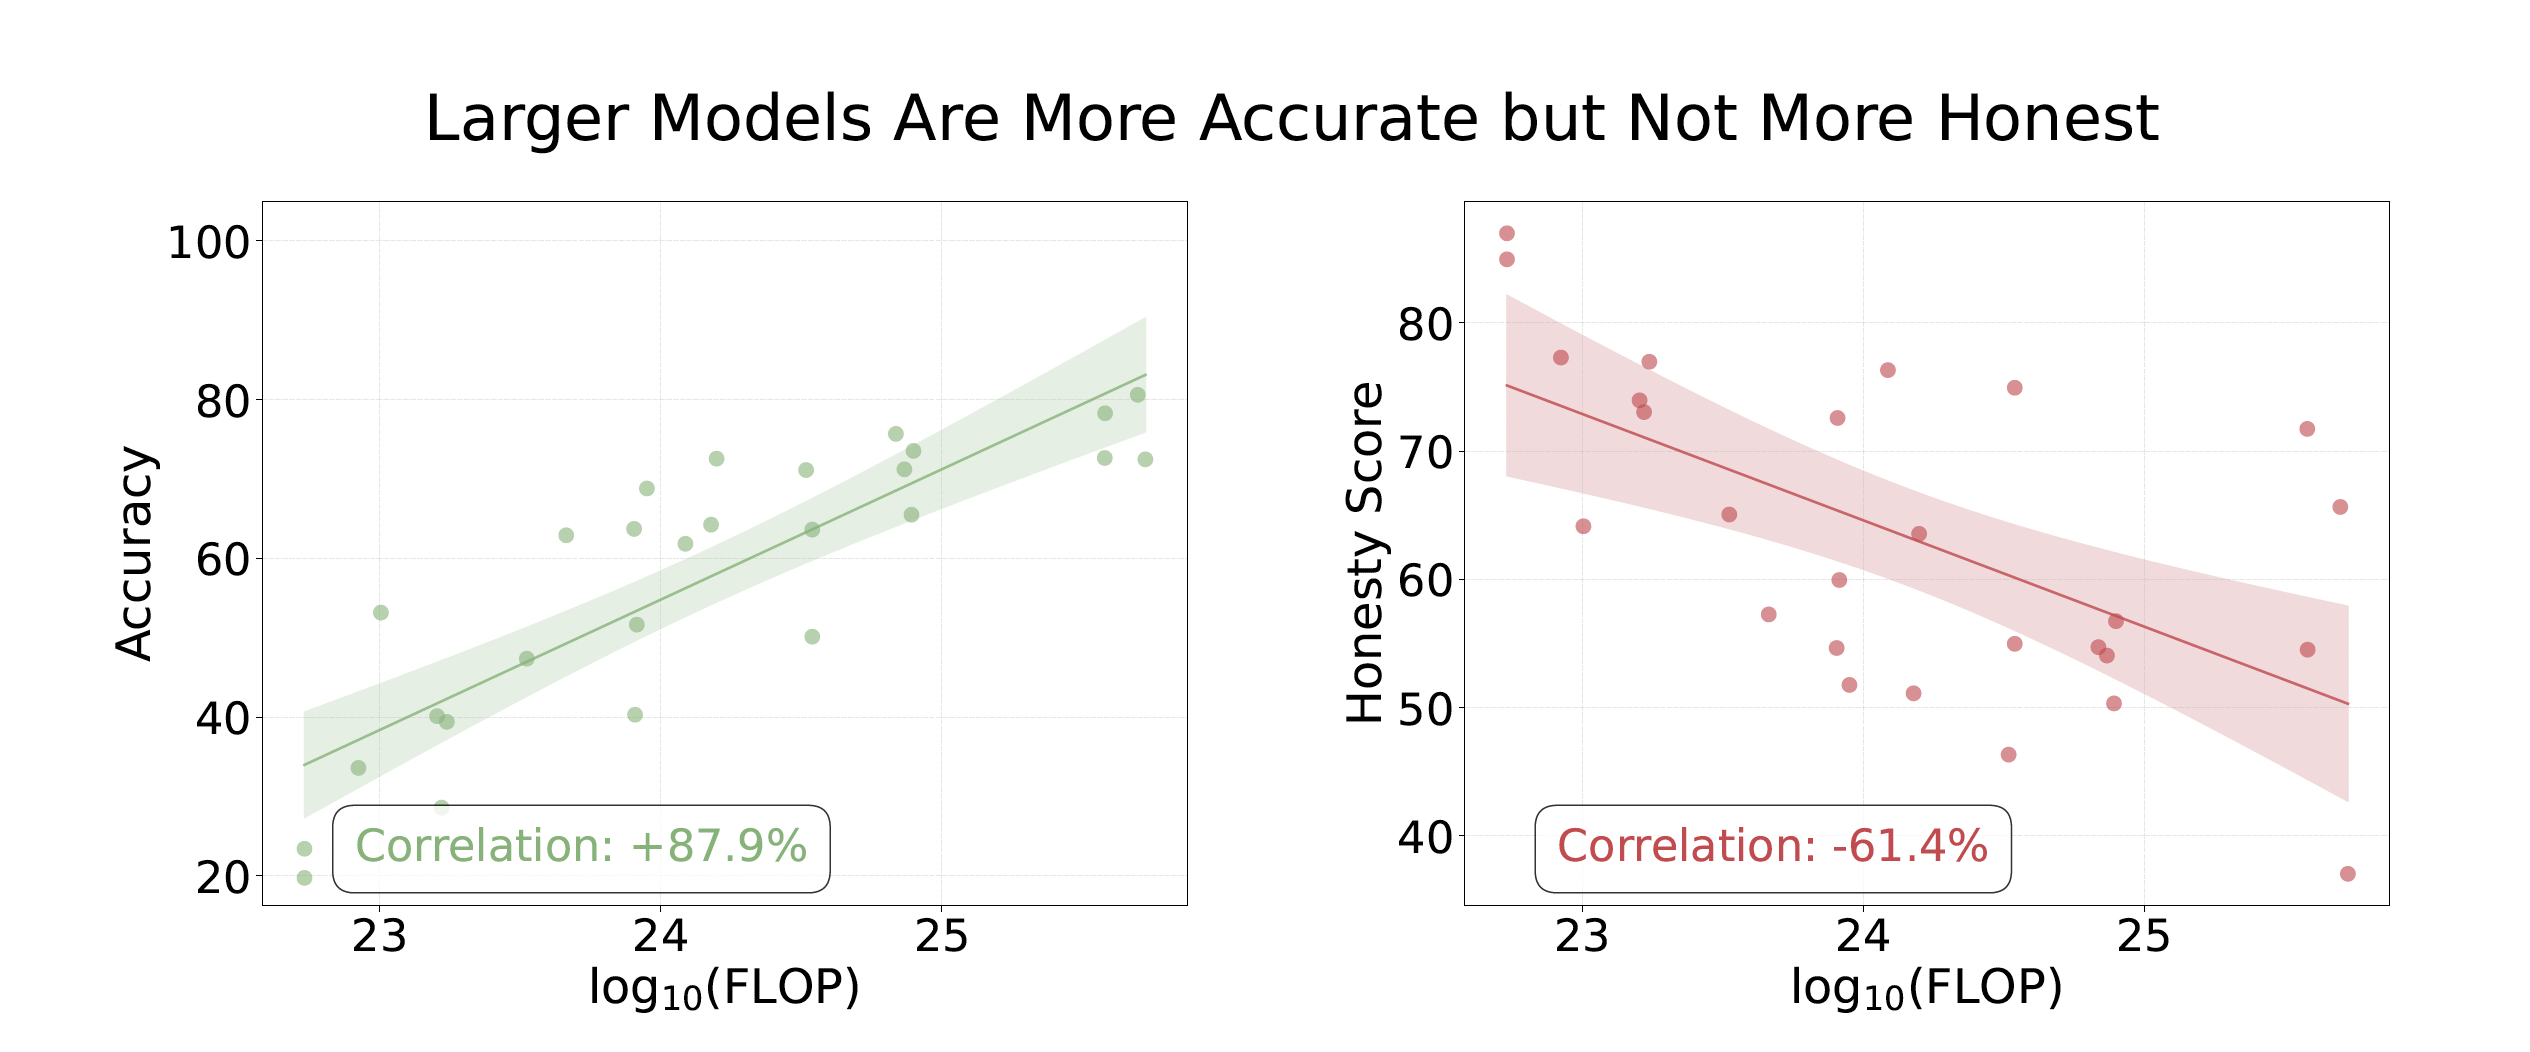 Larger Models Are More Accurate but Not More Honest
Accuracy
100
80
60
40
20
Correlation: +87.9%
23 24 25
log₁₀(FLOP)
Honesty Score
80
70
60
50
40
Correlation: -61.4%
23 24 25
log₁₀(FLOP)